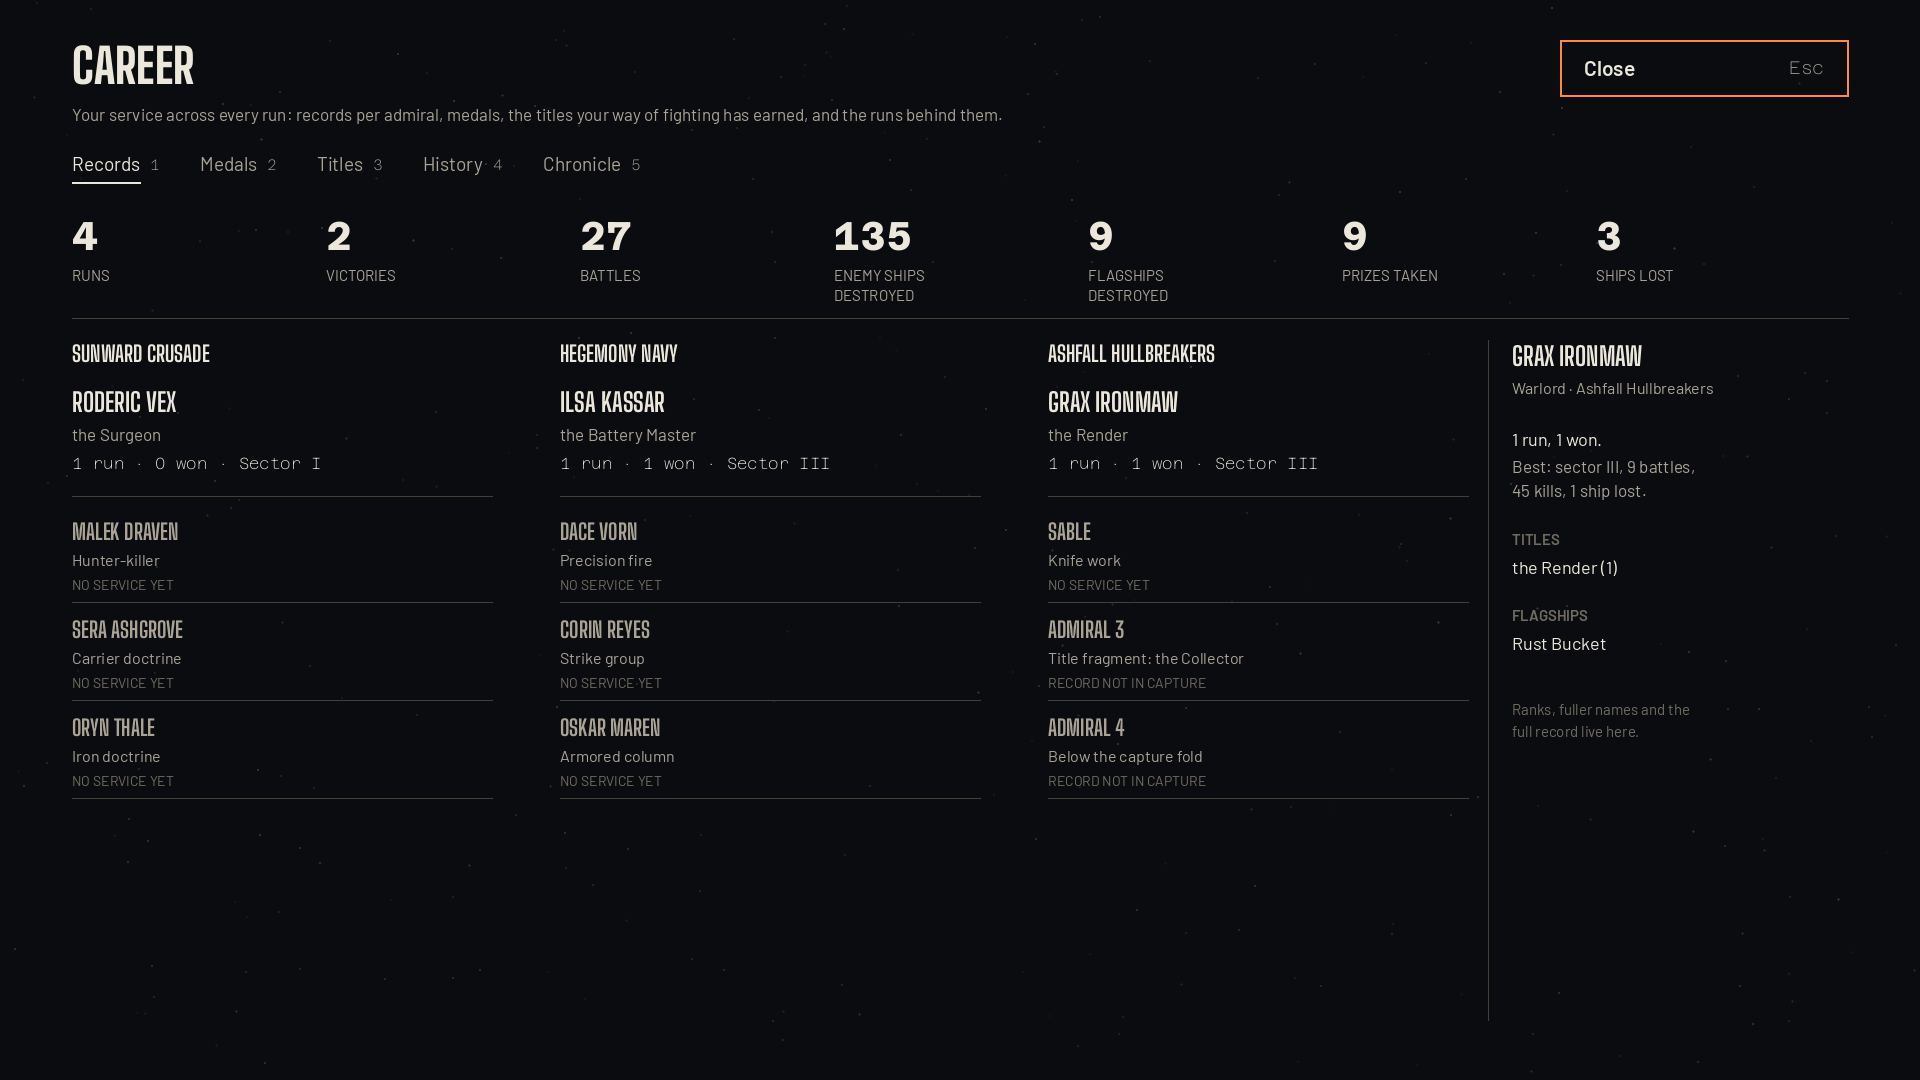 CAREER
Close Esc
Your service across every run: records per admiral, medals, the titles your way of fighting has earned, and the runs behind them.
Records 1 Medals 2 Titles 3 History 4 Chronicle 5
4 2 27 135 9 9 3
RUNS VICTORIES BATTLES ENEMY SHIPS DESTROYED FLAGSHIPS DESTROYED PRIZES TAKEN SHIPS LOST
SUNWARD CRUSADE
RODERIC VEX
the Surgeon
1 run · 0 won · Sector I
MALEK DRAVEN
Hunter-killer
NO SERVICE YET
SERA ASHGROVE
Carrier doctrine
NO SERVICE YET
ORYN THALE
Iron doctrine
NO SERVICE YET
HEGEMONY NAVY
ILSA KASSAR
the Battery Master
1 run · 1 won · Sector III
DACE VORN
Precision fire
NO SERVICE YET
CORIN REYES
Strike group
NO SERVICE YET
OSKAR MAREN
Armored column
NO SERVICE YET
ASHFALL HULLBREAKERS
GRAX IRONMAW
the Render
1 run · 1 won · Sector III
SABLE
Knife work
NO SERVICE YET
ADMIRAL 3
Title fragment: the Collector
RECORD NOT IN CAPTURE
ADMIRAL 4
Below the capture fold
RECORD NOT IN CAPTURE
GRAX IRONMAW
Warlord · Ashfall Hullbreakers
1 run, 1 won.
Best: sector III, 9 battles,
45 kills, 1 ship lost.
TITLES
the Render (1)
FLAGSHIPS
Rust Bucket
Ranks, fuller names and the
full record live here.